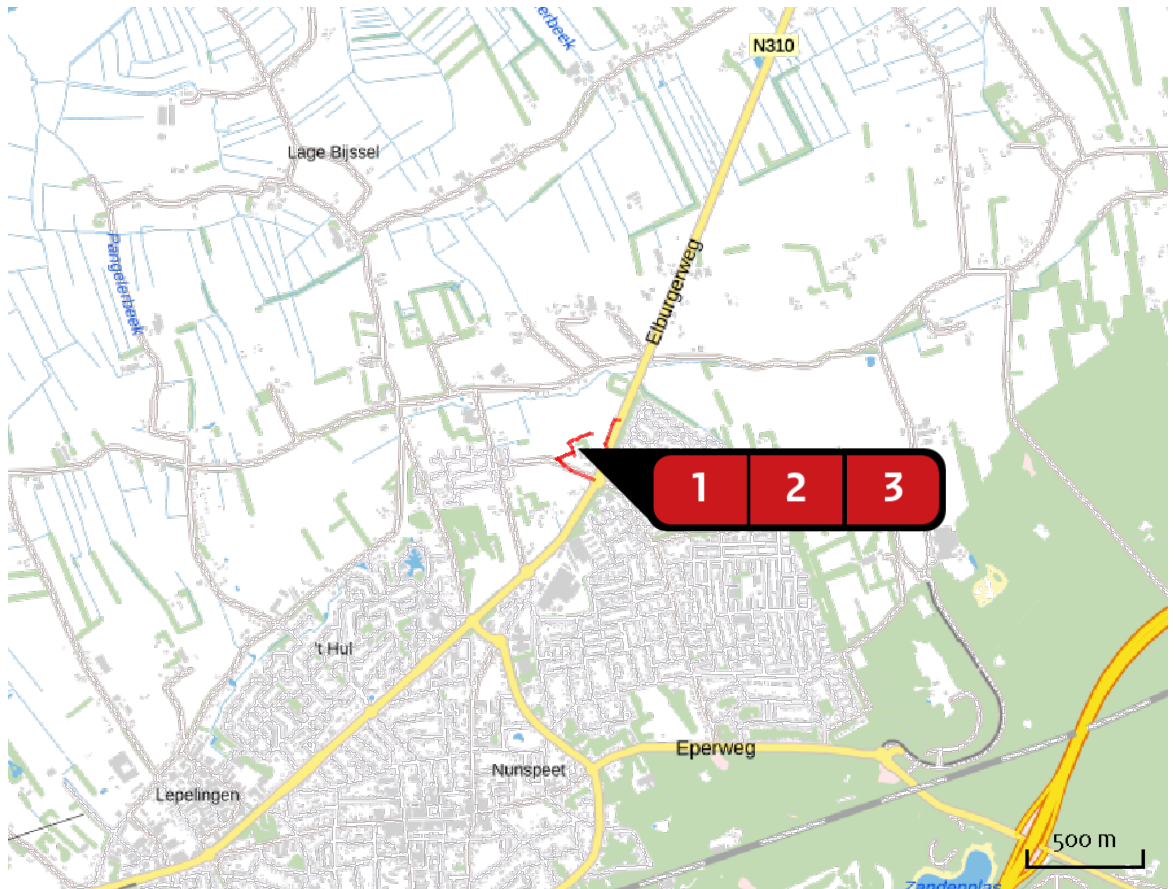 erbeek
N310
Lage Bijssel
Pangelerbeek
Elburgerweg
1 2 3
't Hul
Eperweg
Nunspeet
Lepelingen
500 m
Zandenplas